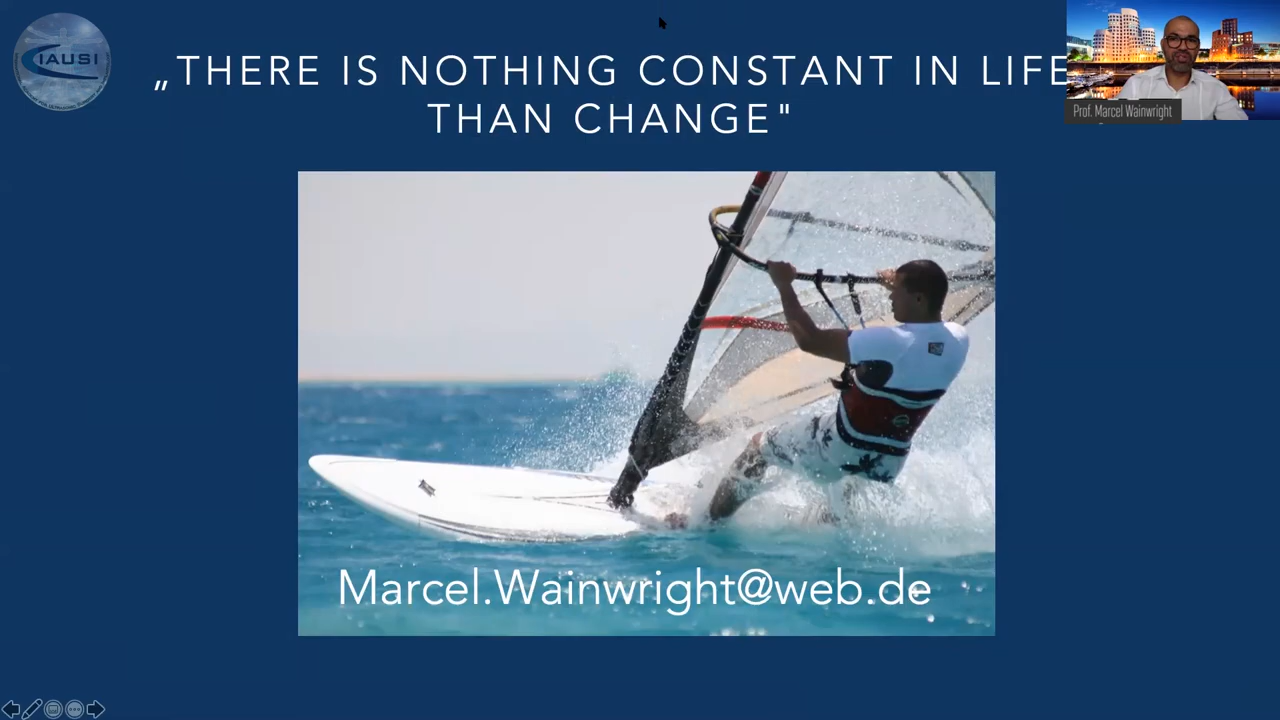 IAUSI
„THERE IS NOTHING CONSTANT IN LIFE
THAN CHANGE"
Prof. Marcel Wainwright
Marcel.Wainwright@web.de